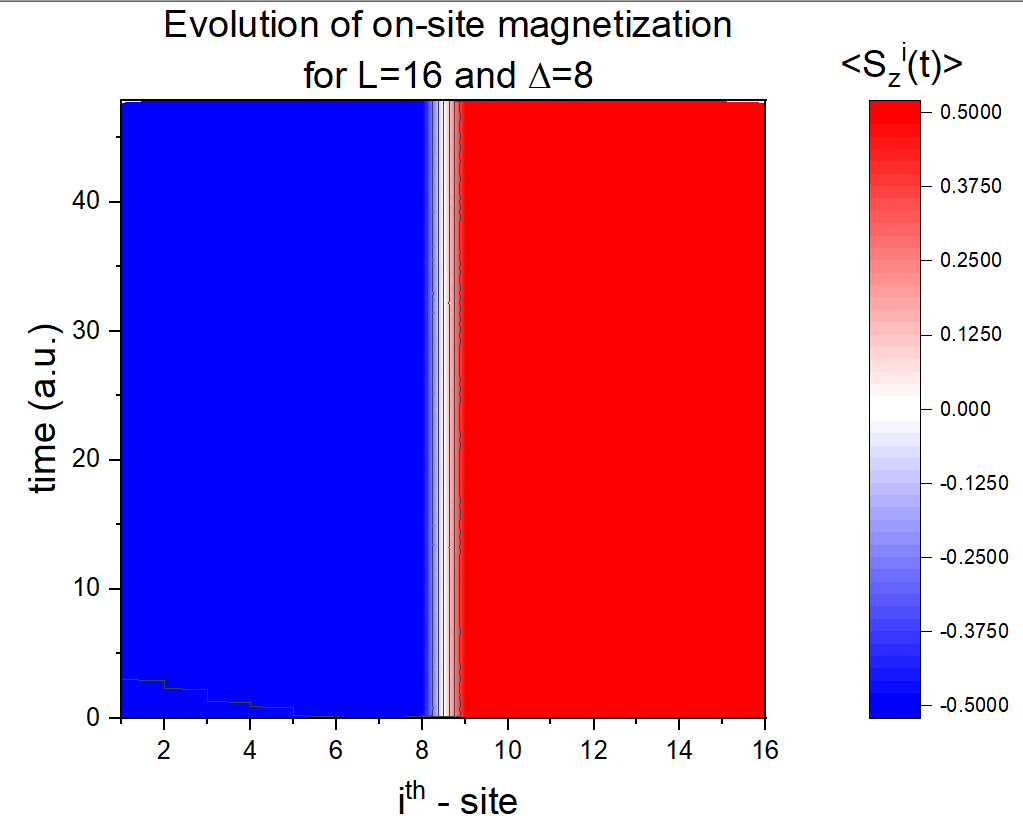 Evolution of on-site magnetization
for L=16 and Δ=8
<S_z^i(t)>
0.5000
0.3750
0.2500
0.1250
0.000
-0.1250
-0.2500
-0.3750
-0.5000
time (a.u.)
40
30
20
10
0
2 4 6 8 10 12 14 16
i^th - site